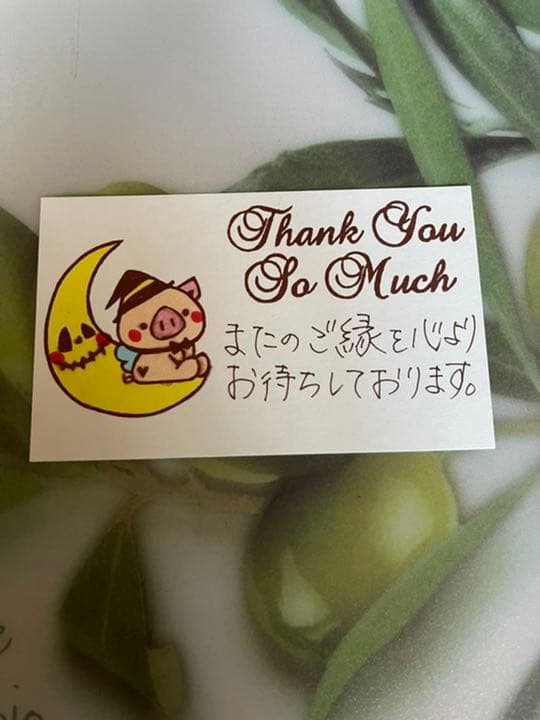 Thank You
So Much
またのご縁を心より
お待ちしております。